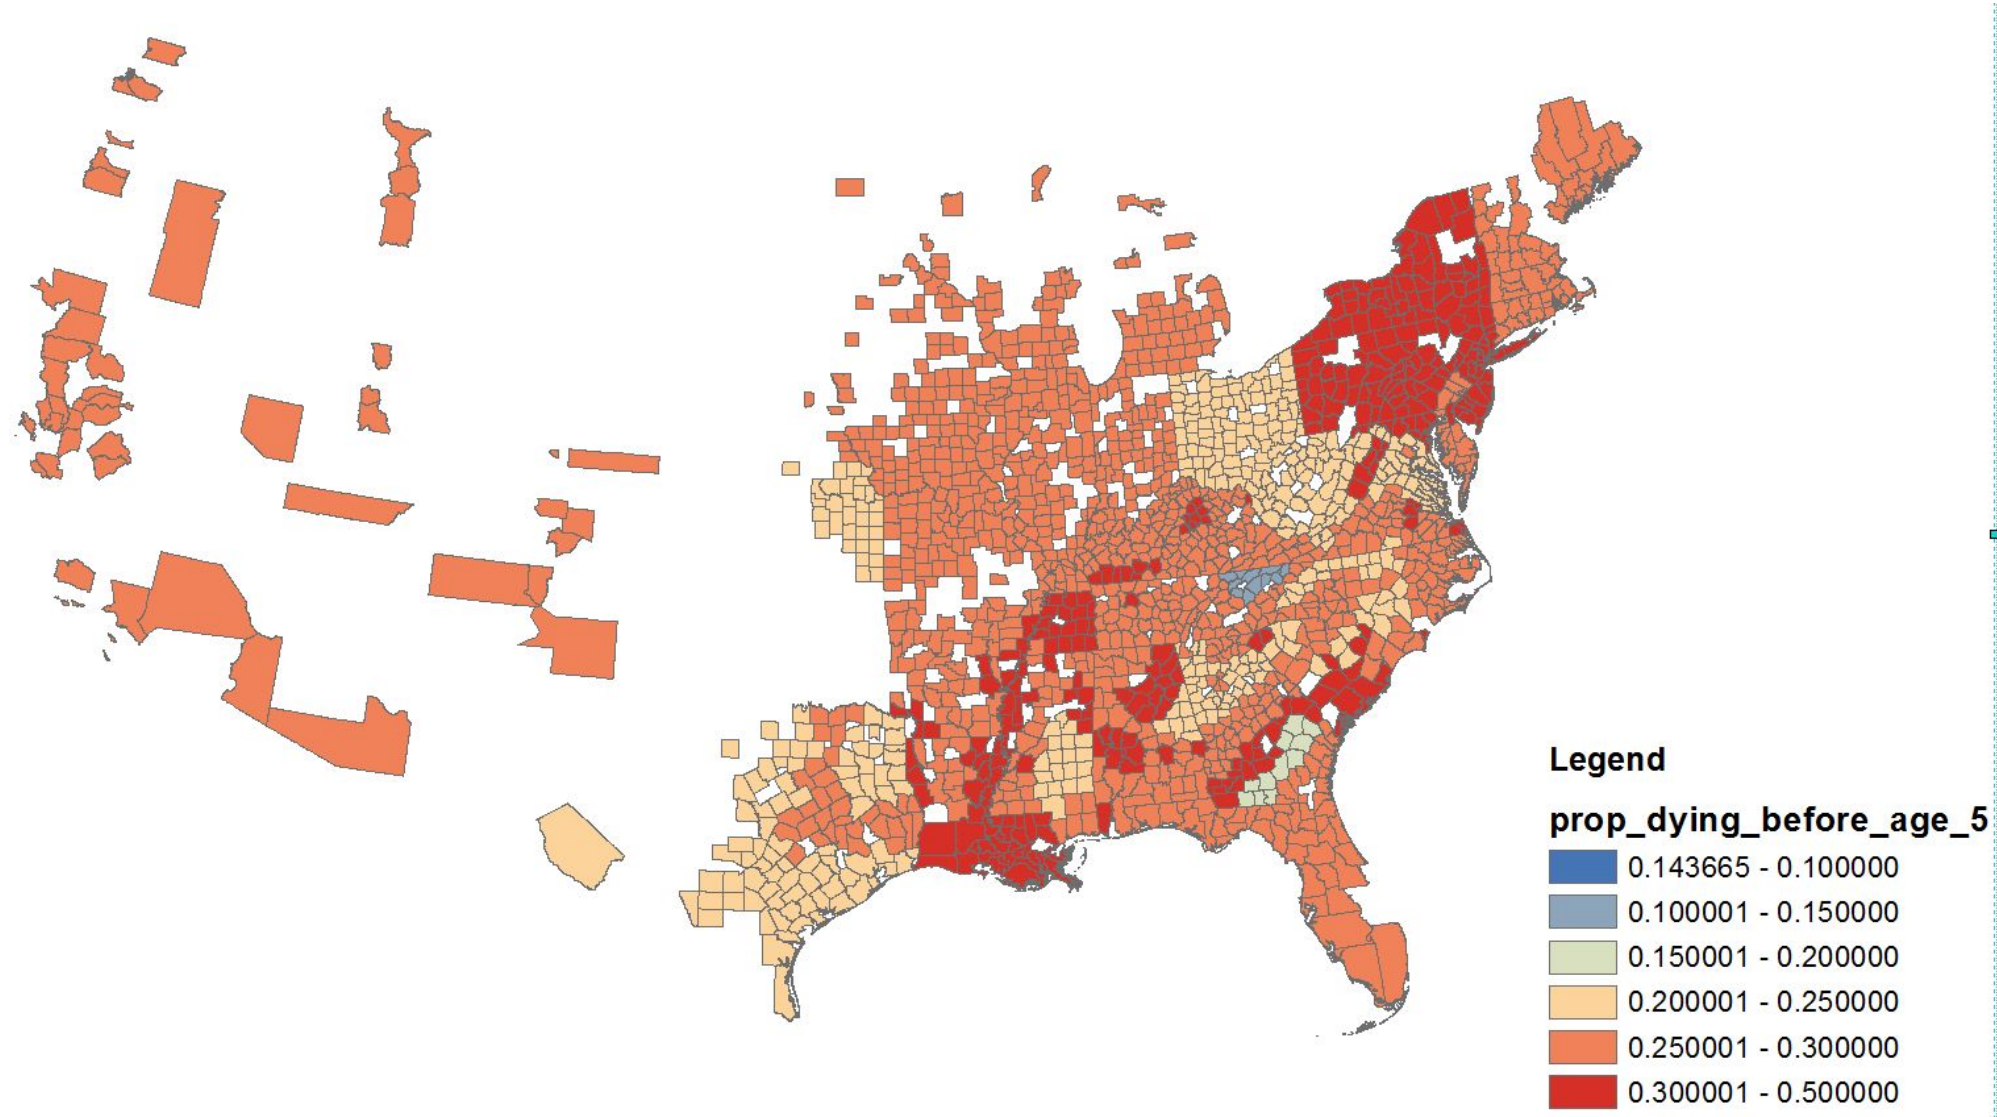 Legend
prop_dying_before_age_5
0.143665 - 0.100000
0.100001 - 0.150000
0.150001 - 0.200000
0.200001 - 0.250000
0.250001 - 0.300000
0.300001 - 0.500000